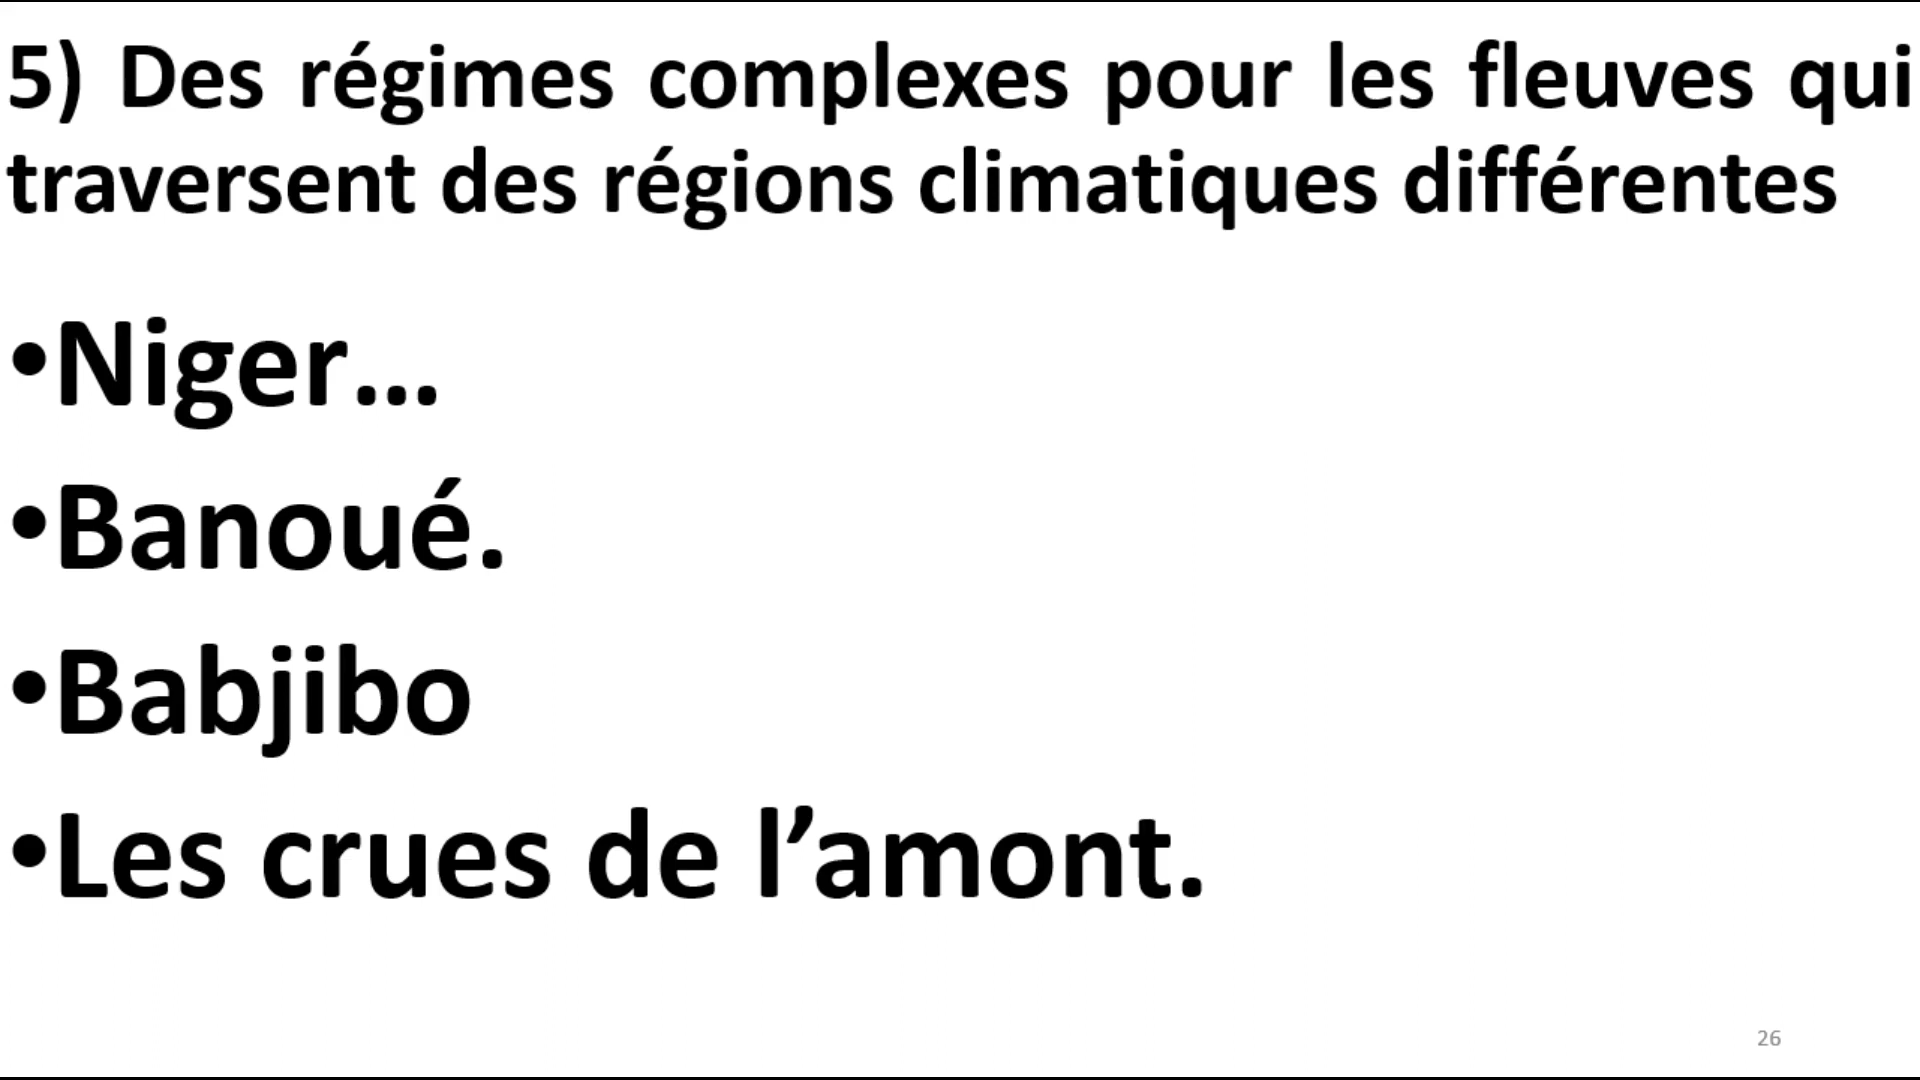 5) Des régimes complexes pour les fleuves qui
traversent des régions climatiques différentes
•Niger…
•Banoué.
•Babjibo
•Les crues de l’amont.
26